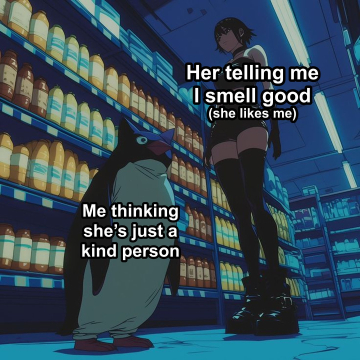 Her telling me
I smell good
(she likes me)
Me thinking
she's just a
kind person